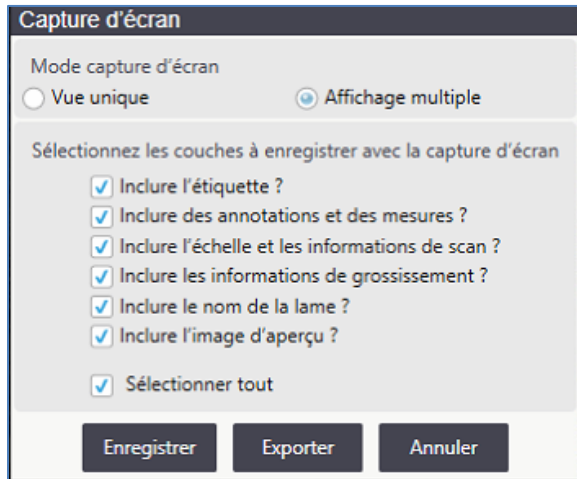 Capture d'écran
Mode capture d'écran
Vue unique
Affichage multiple
Sélectionnez les couches à enregistrer avec la capture d'écran
Inclure l'étiquette ?
Inclure des annotations et des mesures ?
Inclure l'échelle et les informations de scan ?
Inclure les informations de grossissement ?
Inclure le nom de la lame ?
Inclure l'image d'aperçu ?
Sélectionner tout
Enregistrer
Exporter
Annuler